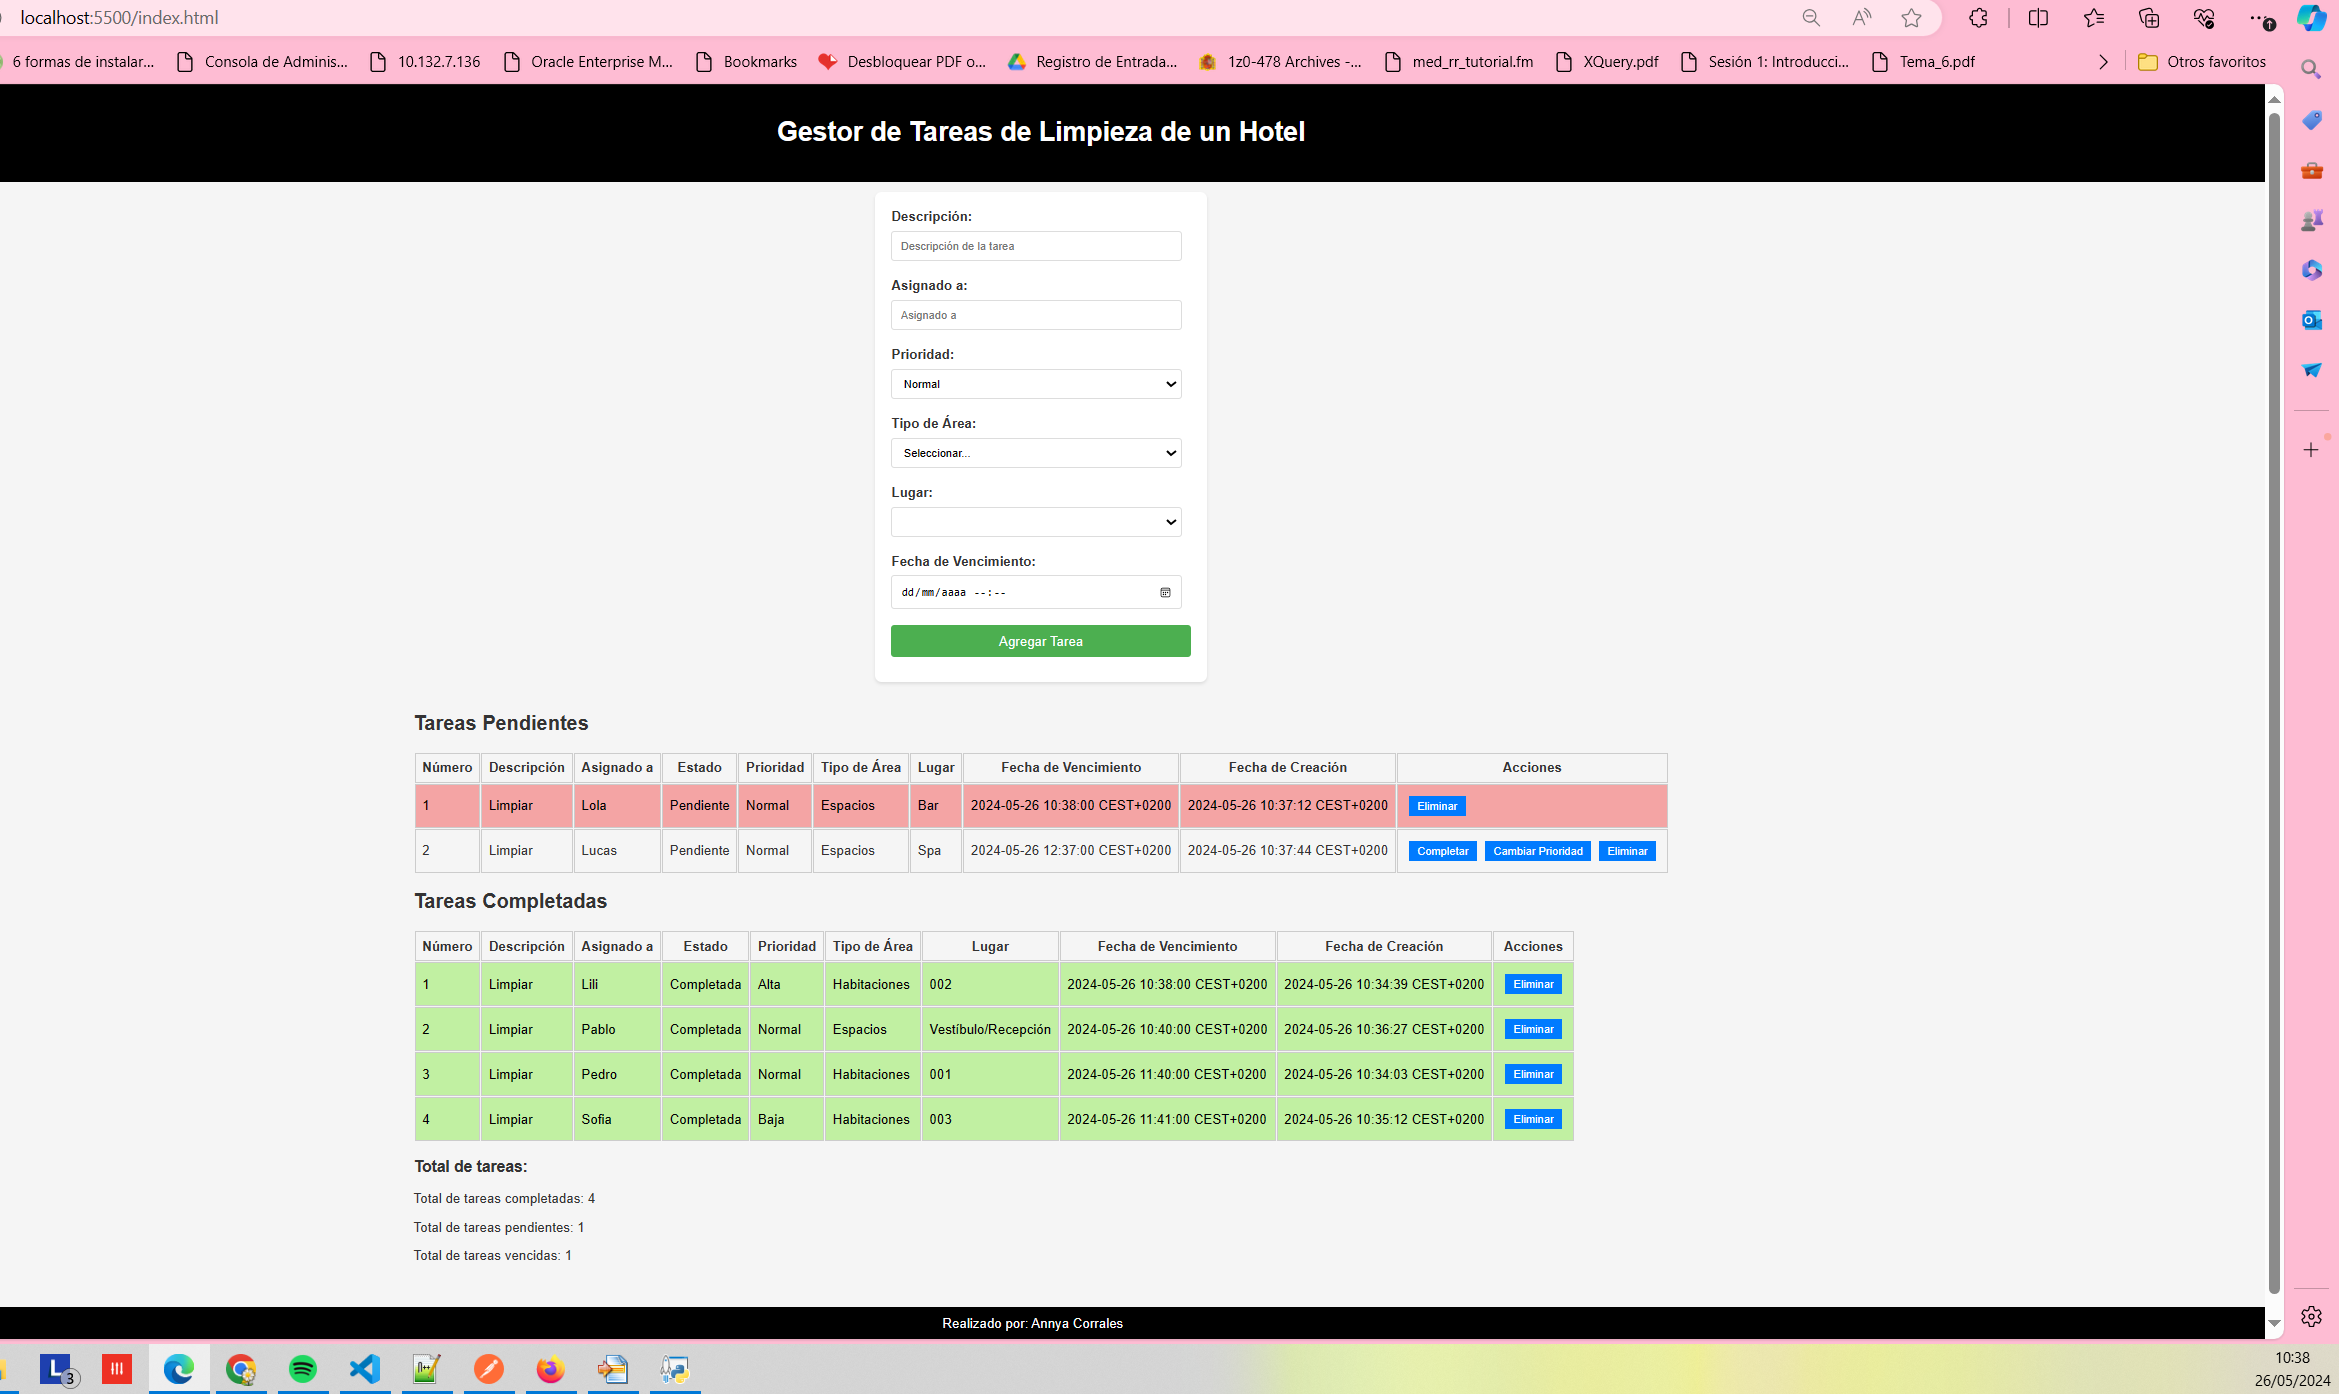 localhost:5500/index.html
6 formas de instalar... Consola de Adminis... 10.132.7.136 Oracle Enterprise M... Bookmarks Desbloquear PDF o... Registro de Entrada... 1z0-478 Archives -... med_rr_tutorial.fm XQuery.pdf Sesión 1: Introducci... Tema_6.pdf Otros favoritos
Gestor de Tareas de Limpieza de un Hotel
Descripción:
Descripción de la tarea
Asignado a:
Asignado a
Prioridad:
Normal
Tipo de Área:
Seleccionar...
Lugar:
Fecha de Vencimiento:
dd/mm/aaaa --:--
Agregar Tarea
Tareas Pendientes
Número Descripción Asignado a Estado Prioridad Tipo de Área Lugar Fecha de Vencimiento Fecha de Creación Acciones
1 Limpiar Lola Pendiente Normal Espacios Bar 2024-05-26 10:38:00 CEST+0200 2024-05-26 10:37:12 CEST+0200 Eliminar
2 Limpiar Lucas Pendiente Normal Espacios Spa 2024-05-26 12:37:00 CEST+0200 2024-05-26 10:37:44 CEST+0200 Completar Cambiar Prioridad Eliminar
Tareas Completadas
Número Descripción Asignado a Estado Prioridad Tipo de Área Lugar Fecha de Vencimiento Fecha de Creación Acciones
1 Limpiar Lili Completada Alta Habitaciones 002 2024-05-26 10:38:00 CEST+0200 2024-05-26 10:34:39 CEST+0200 Eliminar
2 Limpiar Pablo Completada Normal Espacios Vestíbulo/Recepción 2024-05-26 10:40:00 CEST+0200 2024-05-26 10:36:27 CEST+0200 Eliminar
3 Limpiar Pedro Completada Normal Habitaciones 001 2024-05-26 11:40:00 CEST+0200 2024-05-26 10:34:03 CEST+0200 Eliminar
4 Limpiar Sofia Completada Baja Habitaciones 003 2024-05-26 11:41:00 CEST+0200 2024-05-26 10:35:12 CEST+0200 Eliminar
Total de tareas:
Total de tareas completadas: 4
Total de tareas pendientes: 1
Total de tareas vencidas: 1
Realizado por: Annya Corrales
L 3
10:38
26/05/2024